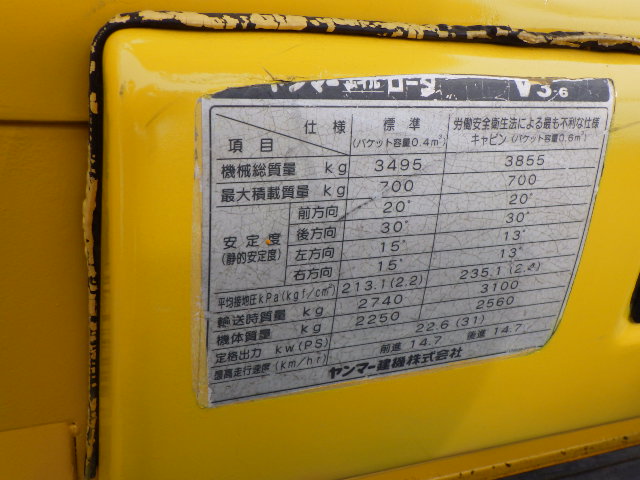 ヤンマー ローダ V3-6
項目 仕様 標準 (バケット容量0.4m³) 労働安全衛生法による最も不利な仕様 キャビン (バケット容量0.6m³)
機械総質量 kg 3495 3855
最大積載質量 kg 700 700
安定度 (静的安定度) 前方向 20° 20°
後方向 30° 30°
左方向 15° 13°
右方向 15° 13°
平均接地圧 kPa(kgf/cm²) 213.1(2.2) 235.1(2.4)
輸送時質量 kg 2740 3100
機体質量 kg 2250 2560
定格出力 kw(PS) 22.6(31)
最高走行速度(km/hr) 前進 14.7 後進 14.7
ヤンマー建機株式会社